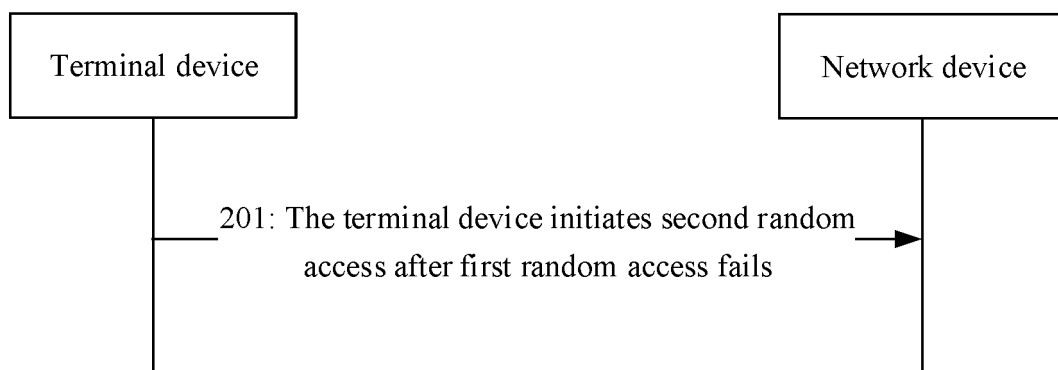 Terminal device
Network device
201: The terminal device initiates second random
access after first random access fails